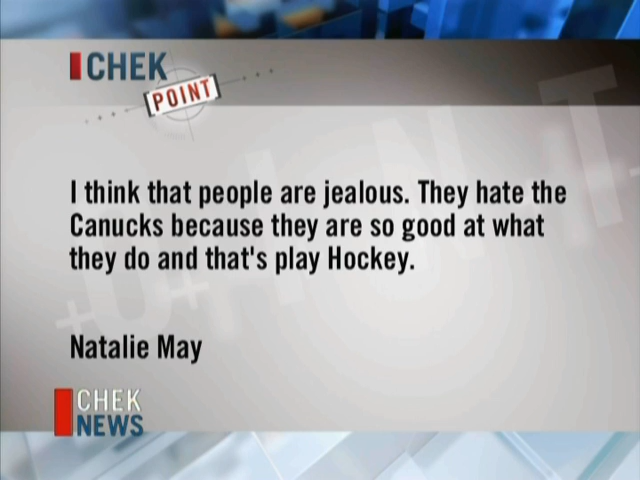 CHEK
POINT
I think that people are jealous. They hate the
Canucks because they are so good at what
they do and that's play Hockey.
Natalie May
CHEK
NEWS